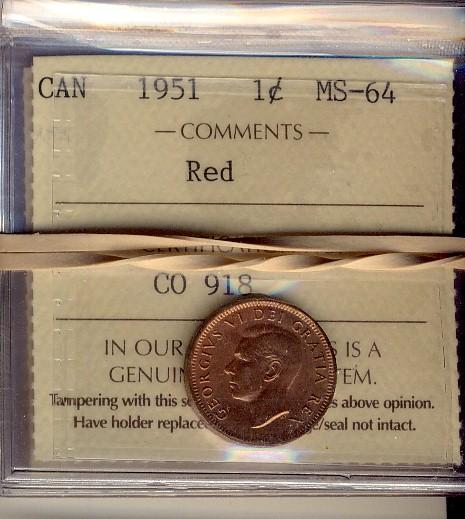 CAN 1951 1¢ MS-64
— COMMENTS —
Red
CO 918
IN OUR S IS A
GENUIN TEM.
Tampering with this s s above opinion.
Have holder replace /seal not intact.
GEORGIVS VI DEI GRATIA REX